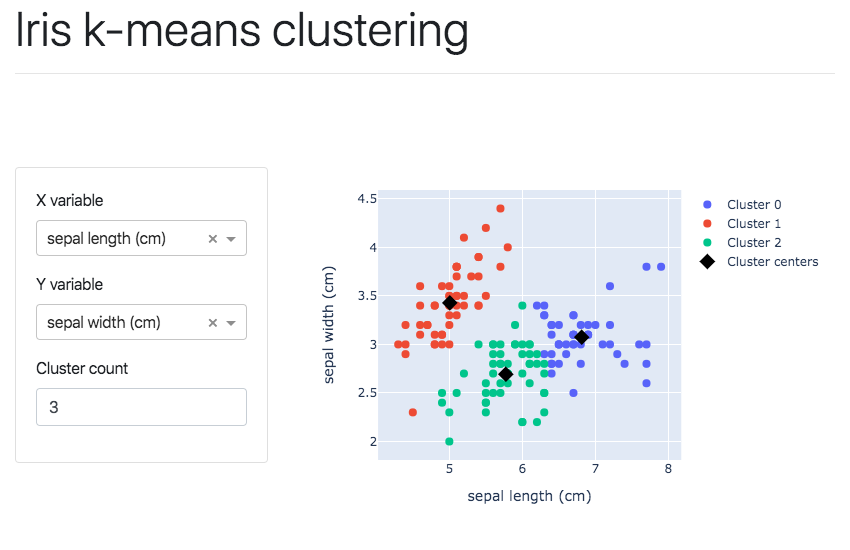 Iris k-means clustering
X variable
sepal length (cm)
Y variable
sepal width (cm)
Cluster count
3
4.5
4
3.5
3
2.5
2
sepal width (cm)
5 6 7 8
sepal length (cm)
Cluster 0
Cluster 1
Cluster 2
Cluster centers